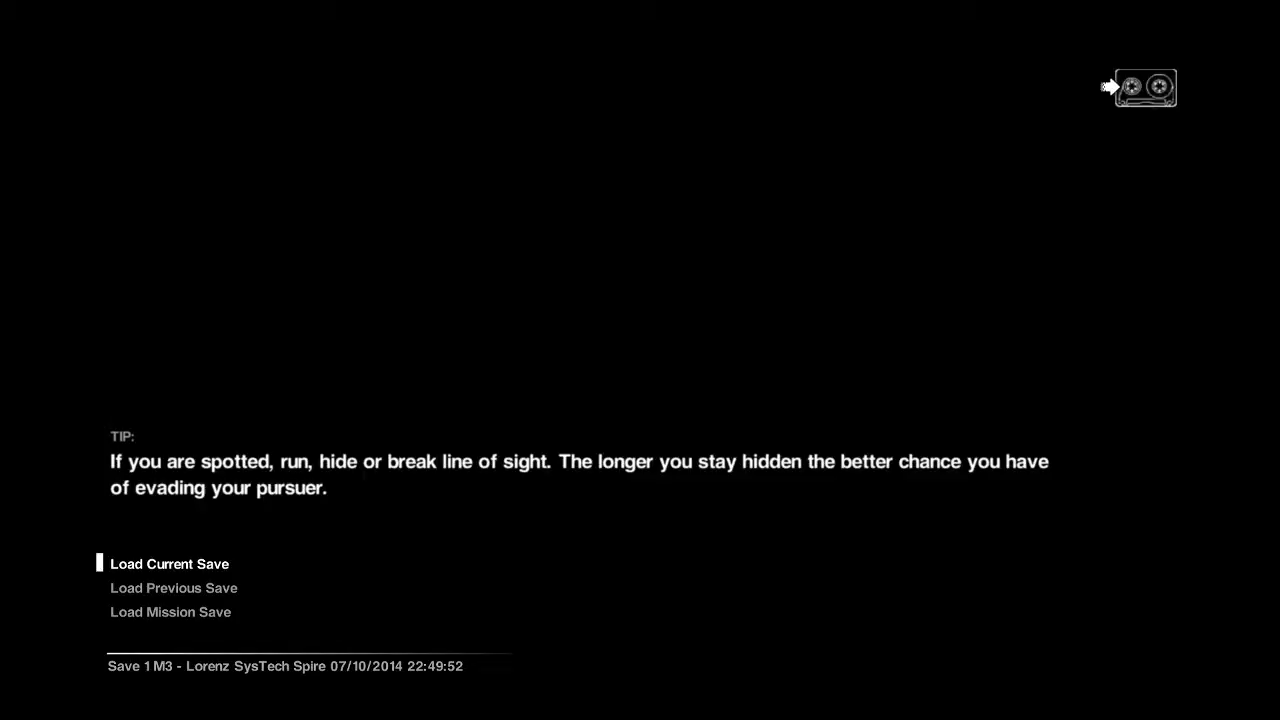 TIP:
If you are spotted, run, hide or break line of sight. The longer you stay hidden the better chance you have
of evading your pursuer.
Load Current Save
Load Previous Save
Load Mission Save
Save 1 M3 - Lorenz SysTech Spire 07/10/2014 22:49:52